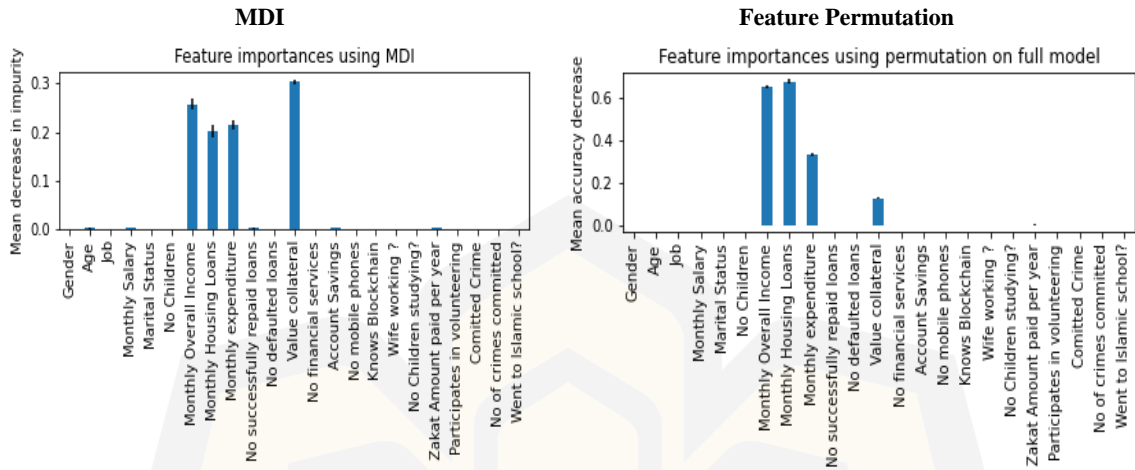 MDI
Feature importances using MDI
Mean decrease in impurity
0.3
0.2
0.1
0.0
Gender
Age
Job
Monthly Salary
Marital Status
No Children
Monthly Overall Income
Monthly Housing Loans
Monthly expenditure
No successfully repaid loans
No defaulted loans
Value collateral
No financial services
Account Savings
No mobile phones
Knows Blockchain
Wife working ?
No Children studying?
Zakat Amount paid per year
Participates in volunteering
Comitted Crime
No of crimes committed
Went to Islamic school?
Feature Permutation
Feature importances using permutation on full model
Mean accuracy decrease
0.6
0.4
0.2
0.0
Gender
Age
Job
Monthly Salary
Marital Status
No Children
Monthly Overall Income
Monthly Housing Loans
Monthly expenditure
No successfully repaid loans
No defaulted loans
Value collateral
No financial services
Account Savings
No mobile phones
Knows Blockchain
Wife working ?
No Children studying?
Zakat Amount paid per year
Participates in volunteering
Comitted Crime
No of crimes committed
Went to Islamic school?